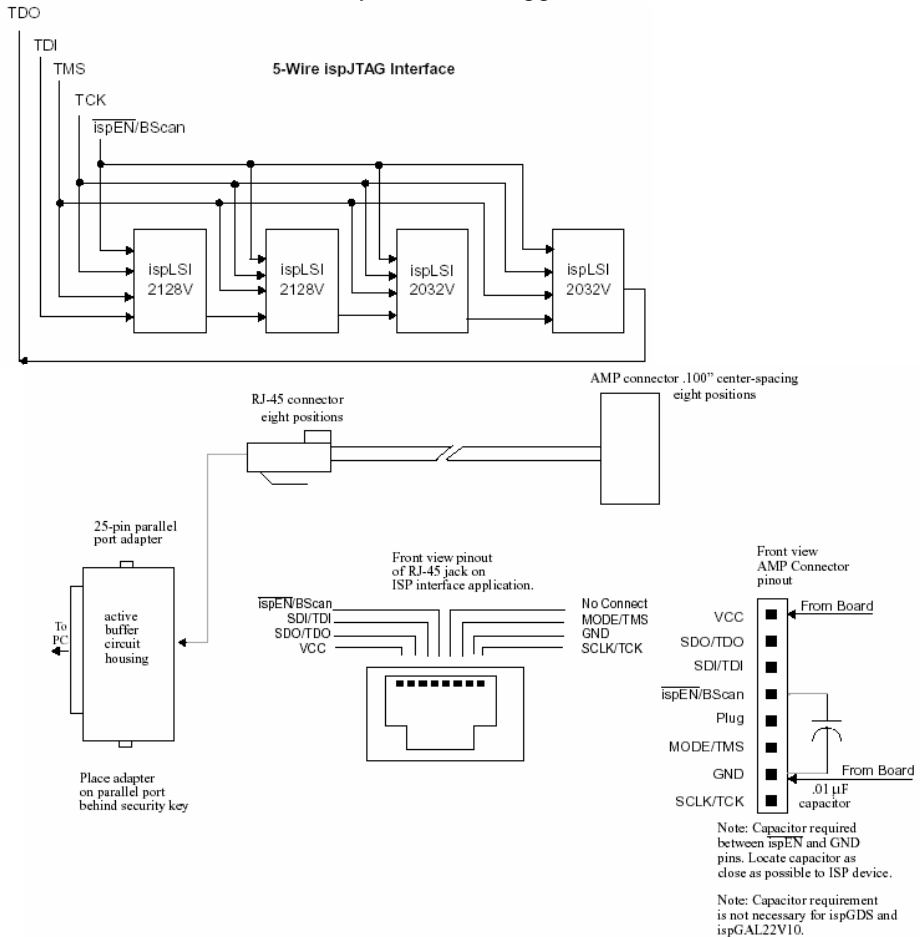 TDO
TDI
TMS
5-Wire ispJTAG Interface
TCK
ispEN/BScan
ispLSI
2128V
ispLSI
2128V
ispLSI
2032V
ispLSI
2032V
AMP connector .100” center-spacing
eight positions
RJ-45 connector
eight positions
25-pin parallel
port adapter
To
PC
active
buffer
circuit
housing
Place adapter
on parallel port
behind security key
Front view pinout
of RJ-45 jack on
ISP interface application.
ispEN/BScan
SDI/TDI
SDO/TDO
VCC
No Connect
MODE/TMS
GND
SCLK/TCK
Front view
AMP Connector
pinout
VCC
From Board
SDO/TDO
SDI/TDI
ispEN/BScan
Plug
MODE/TMS
GND
From Board
SCLK/TCK
.01 µF
capacitor
Note: Capacitor required
between ispEN and GND
pins. Locate capacitor as
close as possible to ISP device.
Note: Capacitor requirement
is not necessary for ispGDS and
ispGAL22V10.